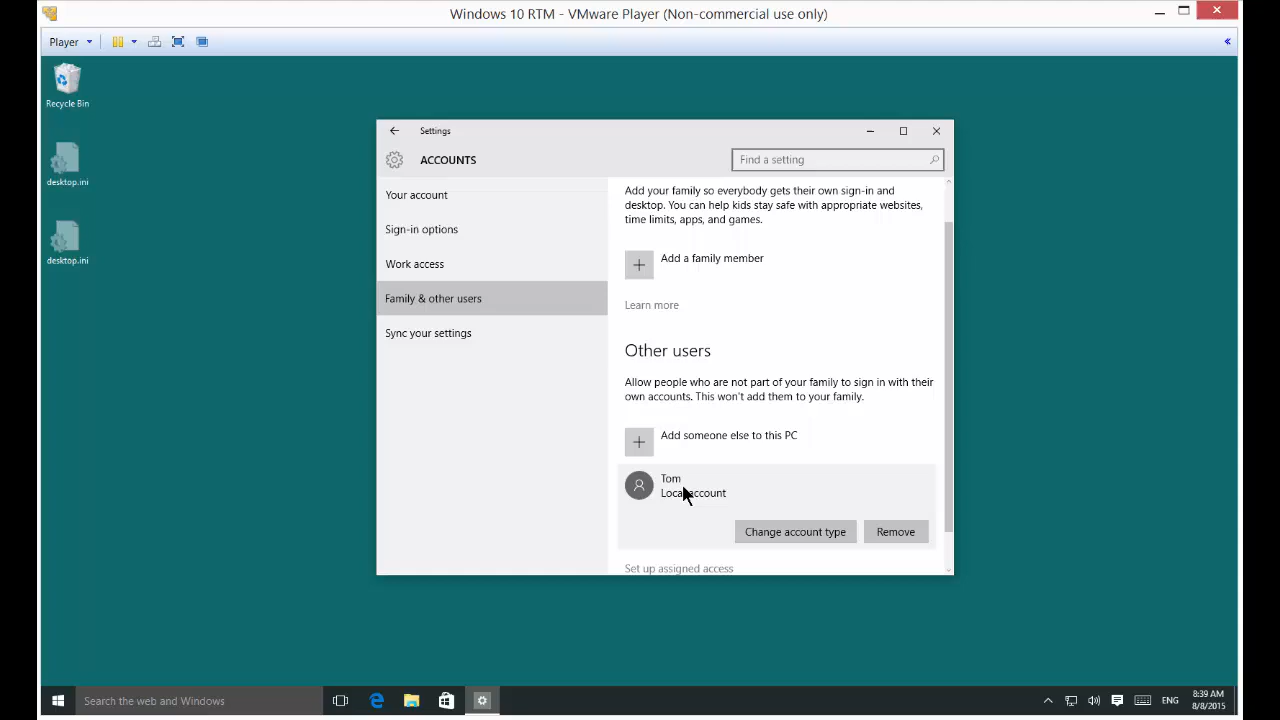 Windows 10 RTM - VMware Player (Non-commercial use only)
Player
Recycle Bin
desktop.ini
desktop.ini
Settings
ACCOUNTS
Find a setting
Your account
Sign-in options
Work access
Family & other users
Sync your settings
Add your family so everybody gets their own sign-in and
desktop. You can help kids stay safe with appropriate websites,
time limits, apps, and games.
Add a family member
Learn more
Other users
Allow people who are not part of your family to sign in with their
own accounts. This won't add them to your family.
Add someone else to this PC
Tom
Local account
Change account type
Remove
Set up assigned access
Search the web and Windows
ENG
8:39 AM
8/8/2015